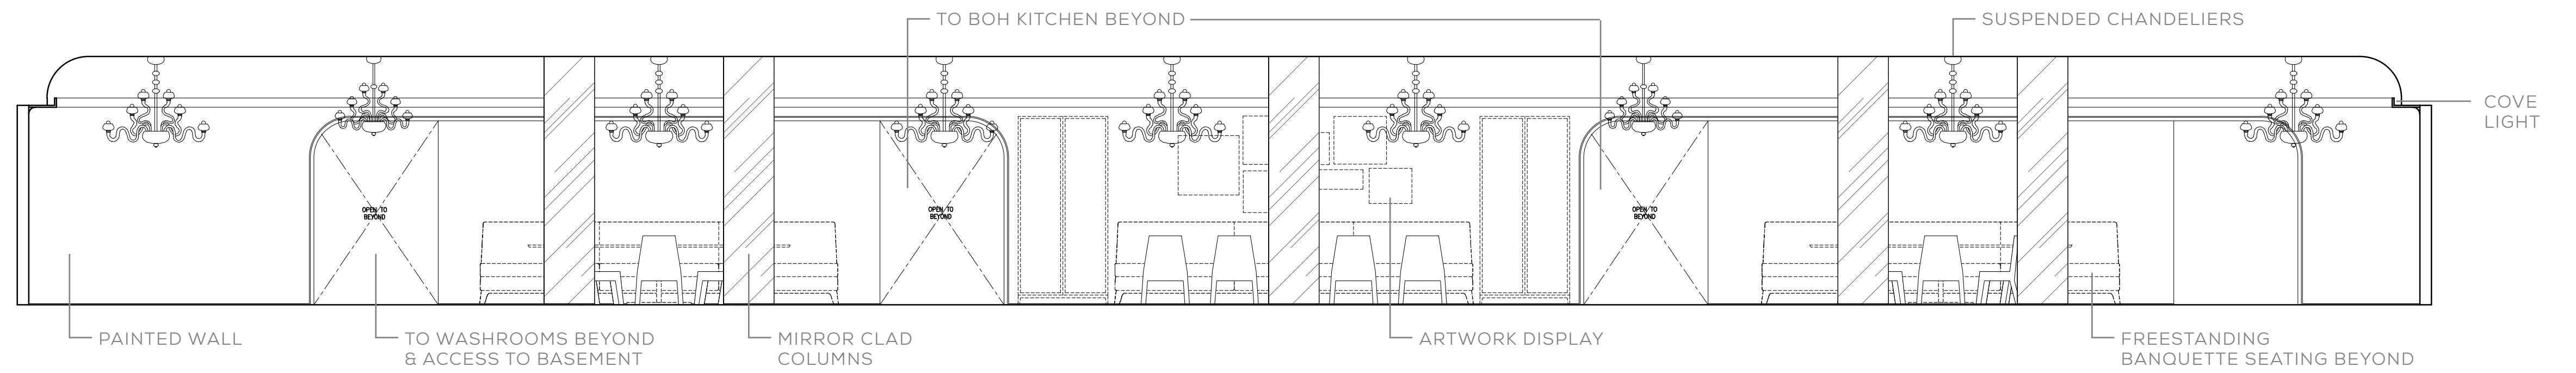 TO BOH KITCHEN BEYOND
SUSPENDED CHANDELIERS
COVE
LIGHT
OPEN TO
BEYOND
OPEN TO
BEYOND
OPEN TO
BEYOND
PAINTED WALL
TO WASHROOMS BEYOND
& ACCESS TO BASEMENT
MIRROR CLAD
COLUMNS
ARTWORK DISPLAY
FREESTANDING
BANQUETTE SEATING BEYOND